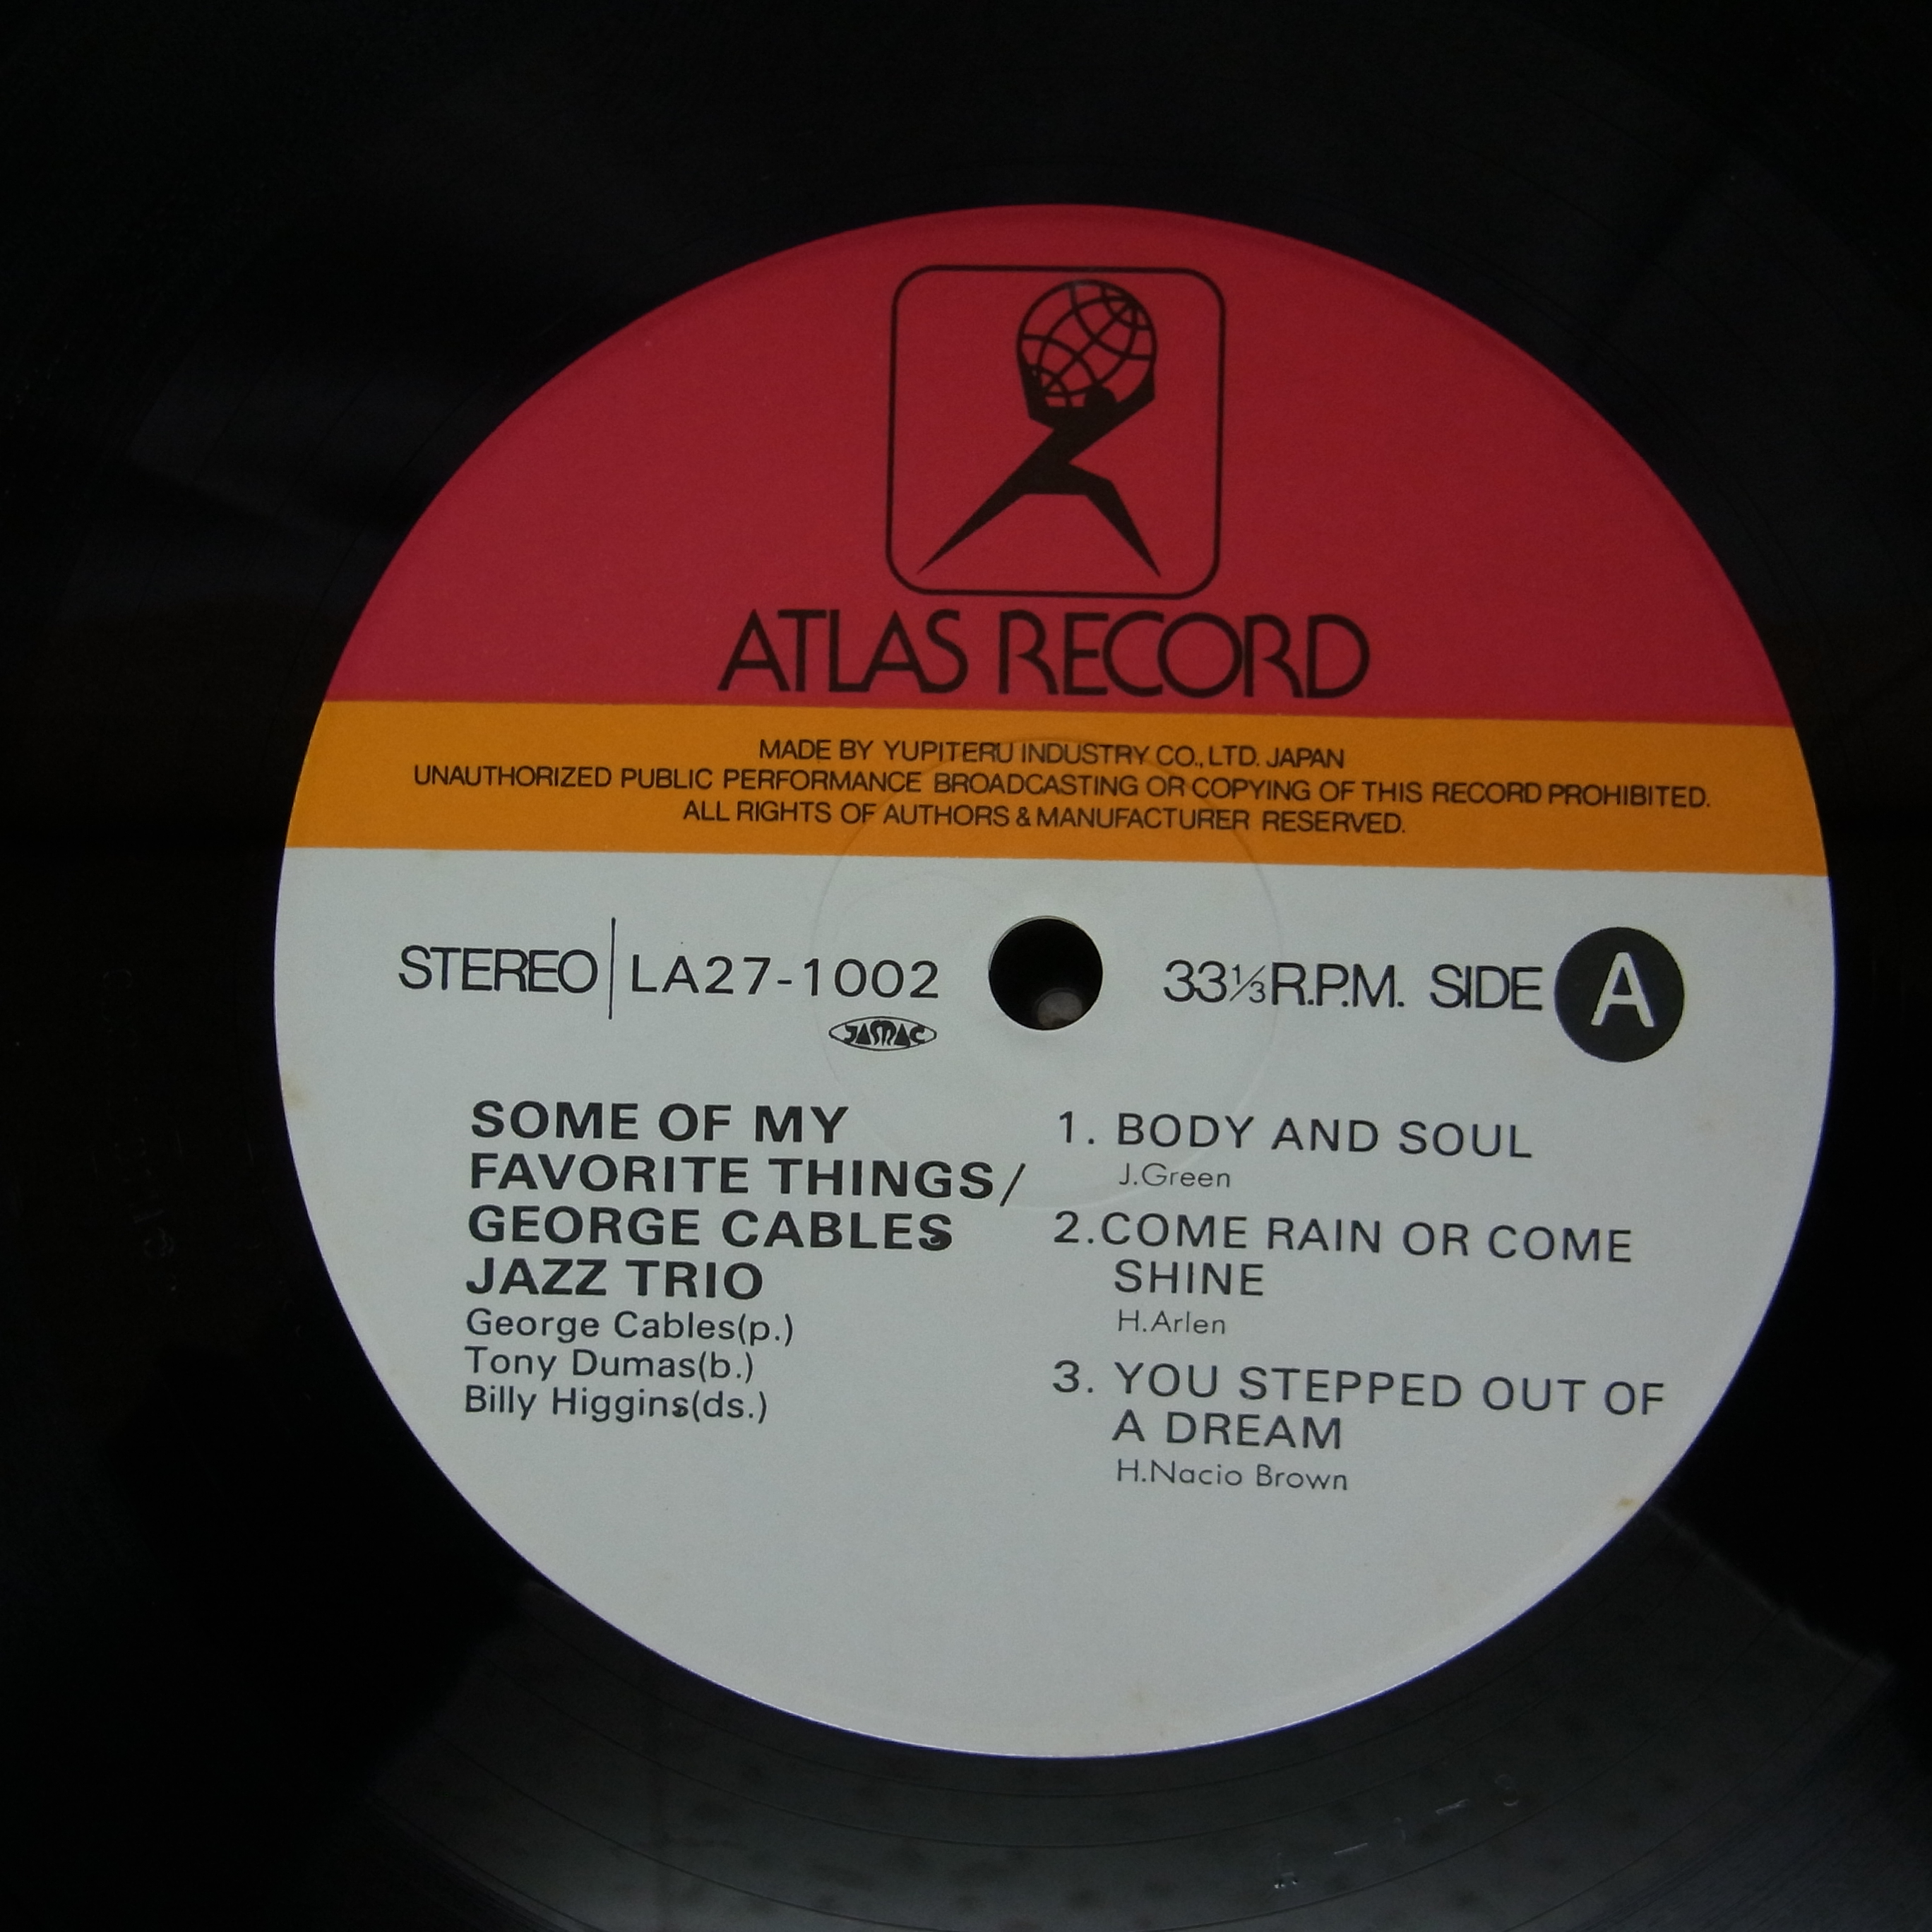 ATLAS RECORD
MADE BY YUPITERU INDUSTRY CO., LTD. JAPAN
UNAUTHORIZED PUBLIC PERFORMANCE BROADCASTING OR COPYING OF THIS RECORD PROHIBITED.
ALL RIGHTS OF AUTHORS & MANUFACTURER RESERVED.
STEREO LA27-1002
JASRAC
33⅓ R.P.M. SIDE A
SOME OF MY
FAVORITE THINGS/
GEORGE CABLES
JAZZ TRIO
George Cables(p.)
Tony Dumas(b.)
Billy Higgins(ds.)
1. BODY AND SOUL
J.Green
2.COME RAIN OR COME
SHINE
H.Arlen
3. YOU STEPPED OUT OF
A DREAM
H.Nacio Brown